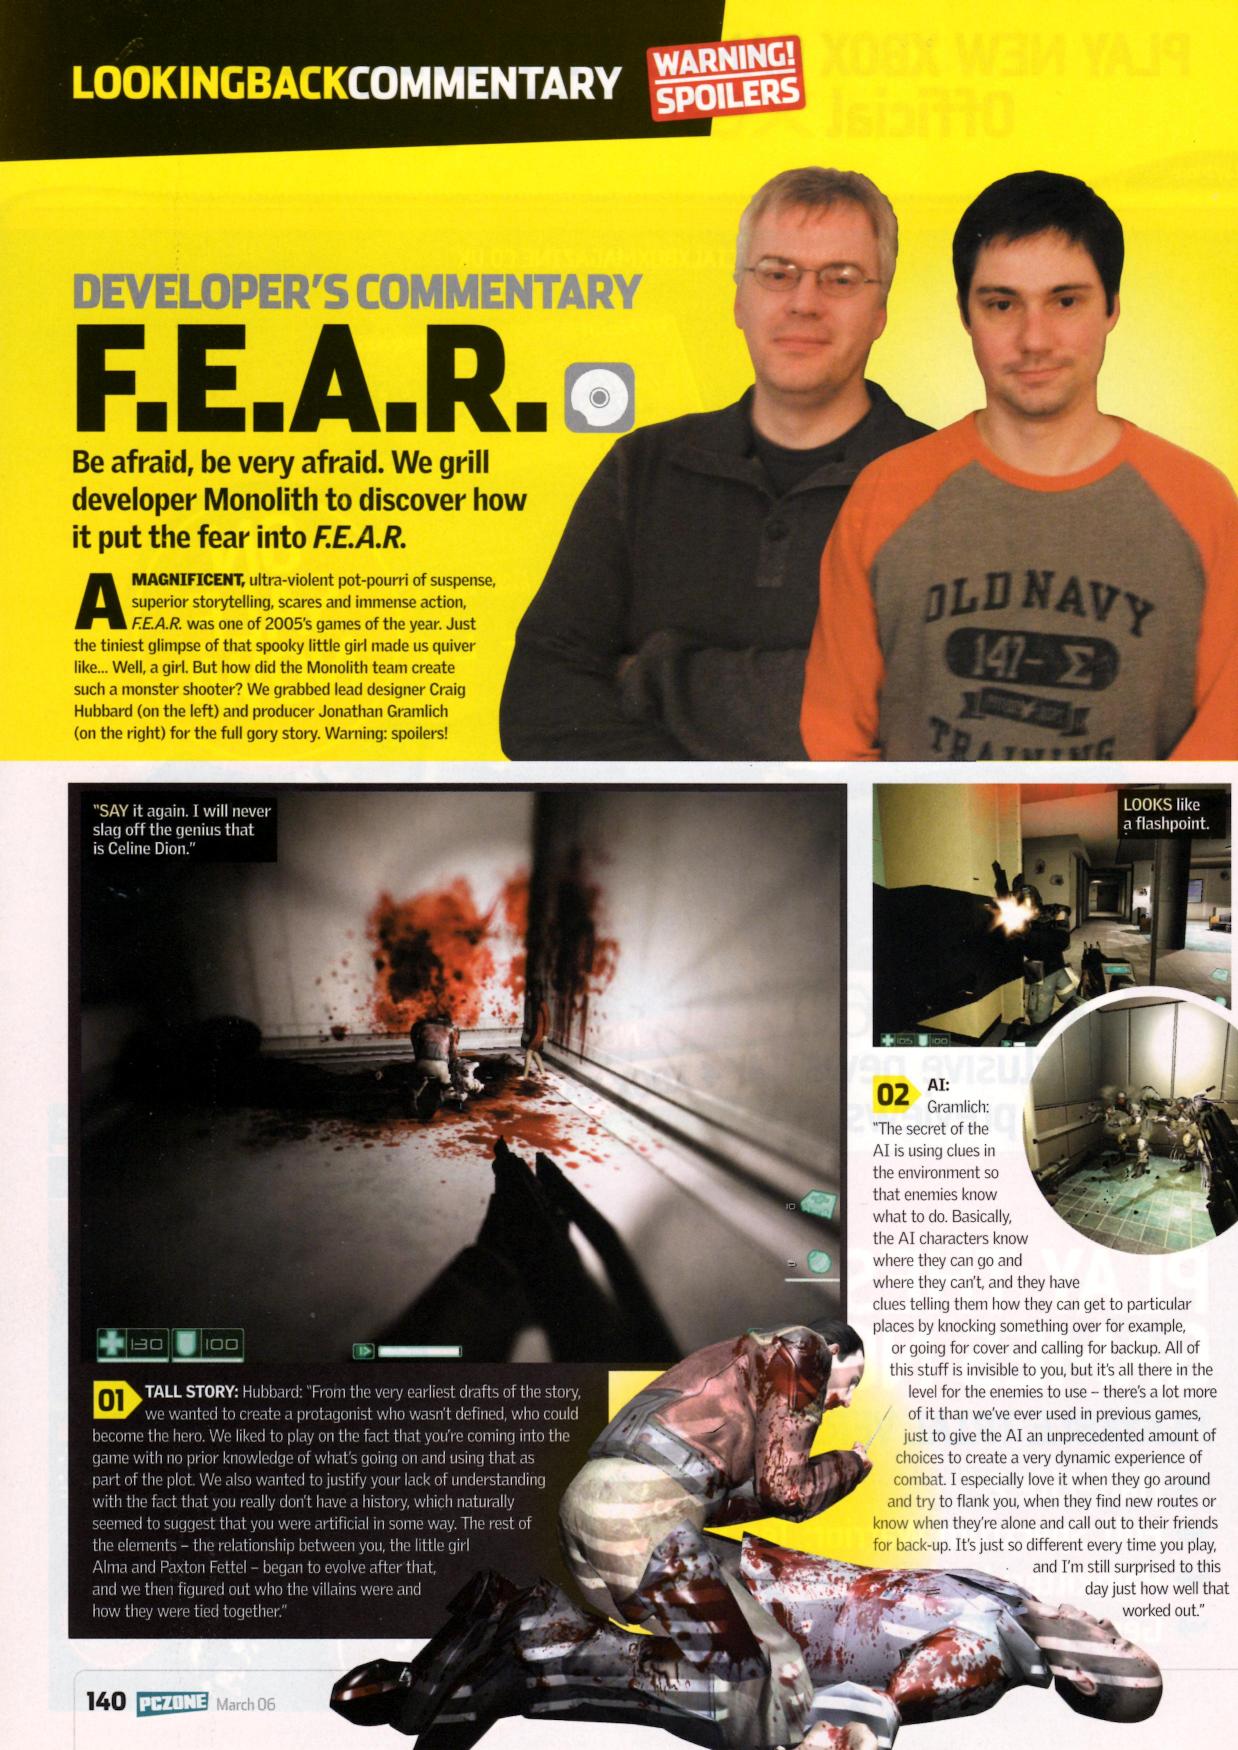 LOOKINGBACKCOMMENTARY
WARNING!
SPOILERS
DEVELOPER'S COMMENTARY
F.E.A.R.
Be afraid, be very afraid. We grill
developer Monolith to discover how
it put the fear into F.E.A.R.
A MAGNIFICENT, ultra-violent pot-pourri of suspense,
superior storytelling, scares and immense action,
F.E.A.R. was one of 2005's games of the year. Just
the tiniest glimpse of that spooky little girl made us quiver
like... Well, a girl. But how did the Monolith team create
such a monster shooter? We grabbed lead designer Craig
Hubbard (on the left) and producer Jonathan Gramlich
(on the right) for the full gory story. Warning: spoilers!
OLD NAVY
147- Σ
TRAINING
"SAY it again. I will never
slag off the genius that
is Celine Dion."
130 100
10
LOOKS like
a flashpoint.
105 100
01 TALL STORY: Hubbard: "From the very earliest drafts of the story,
we wanted to create a protagonist who wasn't defined, who could
become the hero. We liked to play on the fact that you're coming into the
game with no prior knowledge of what's going on and using that as
part of the plot. We also wanted to justify your lack of understanding
with the fact that you really don't have a history, which naturally
seemed to suggest that you were artificial in some way. The rest of
the elements – the relationship between you, the little girl
Alma and Paxton Fettel – began to evolve after that,
and we then figured out who the villains were and
how they were tied together."
02 AI:
Gramlich:
"The secret of the
AI is using clues in
the environment so
that enemies know
what to do. Basically,
the AI characters know
where they can go and
where they can't, and they have
clues telling them how they can get to particular
places by knocking something over for example,
or going for cover and calling for backup. All of
this stuff is invisible to you, but it's all there in the
level for the enemies to use – there's a lot more
of it than we've ever used in previous games,
just to give the AI an unprecedented amount of
choices to create a very dynamic experience of
combat. I especially love it when they go around
and try to flank you, when they find new routes or
know when they're alone and call out to their friends
for back-up. It's just so different every time you play,
and I'm still surprised to this
day just how well that
worked out."
140 PCZONE March 06